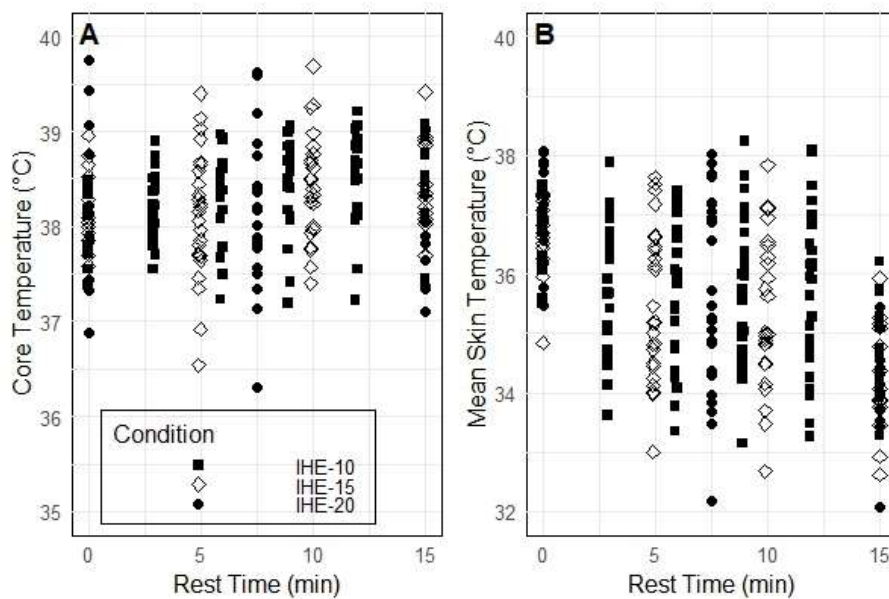 A
40
39
38
37
36
35
Core Temperature (°C)
Condition
IHE-10
IHE-15
IHE-20
0
5
10
15
Rest Time (min)
B
40
38
36
34
32
Mean Skin Temperature (°C)
0
5
10
15
Rest Time (min)